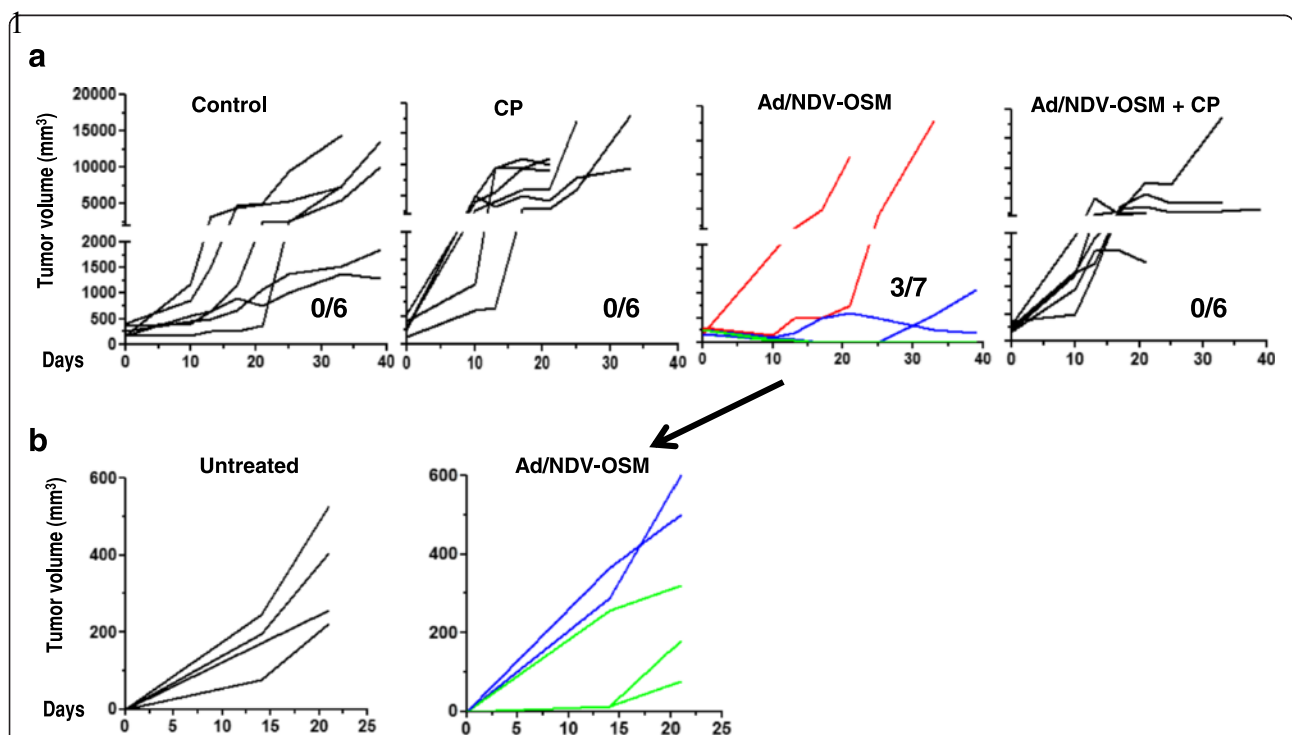 1
a
Control
CP
Ad/NDV-OSM
Ad/NDV-OSM + CP
Tumor volume (mm³)
20000
15000
10000
5000
2000
1500
1000
500
0
0/6
0/6
3/7
0/6
Days
0 10 20 30 40
0 10 20 30 40
0 10 20 30 40
0 10 20 30 40
b
Untreated
Ad/NDV-OSM
Tumor volume (mm³)
600
400
200
0
600
400
200
0
Days
0 5 10 15 20 25
0 5 10 15 20 25